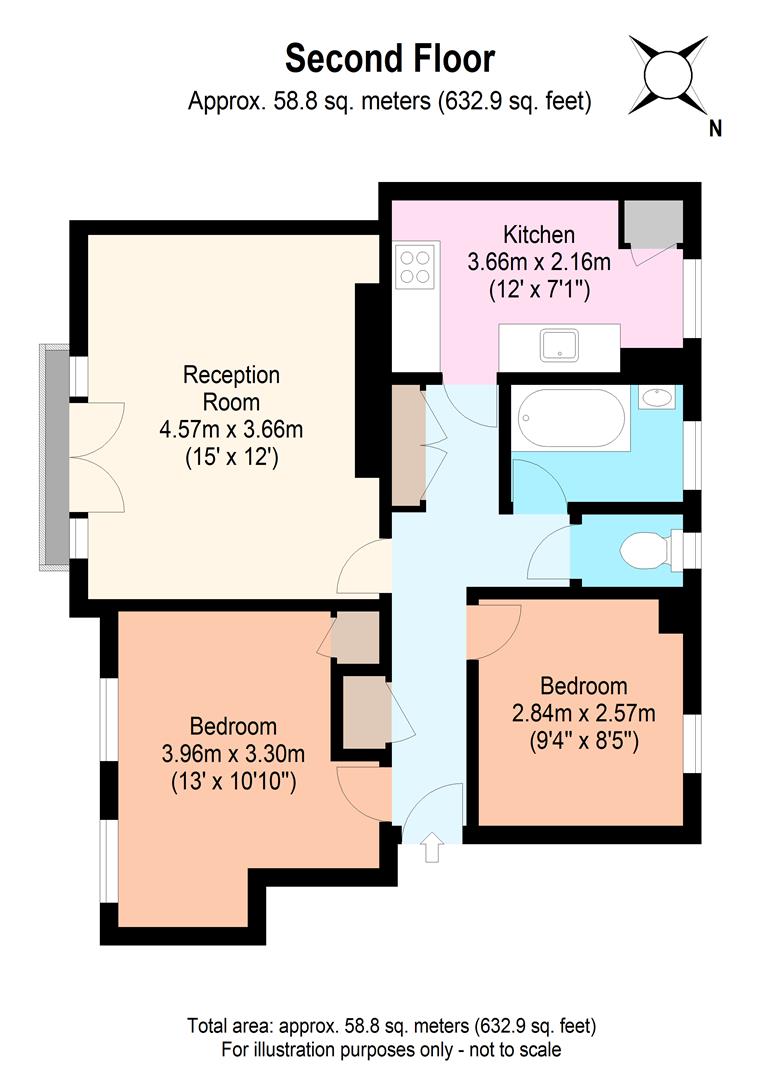 Second Floor
Approx. 58.8 sq. meters (632.9 sq. feet)
N
Kitchen
3.66m x 2.16m
(12' x 7'1")
Reception
Room
4.57m x 3.66m
(15' x 12')
Bedroom
2.84m x 2.57m
(9'4" x 8'5")
Bedroom
3.96m x 3.30m
(13' x 10'10")
Total area: approx. 58.8 sq. meters (632.9 sq. feet)
For illustration purposes only - not to scale